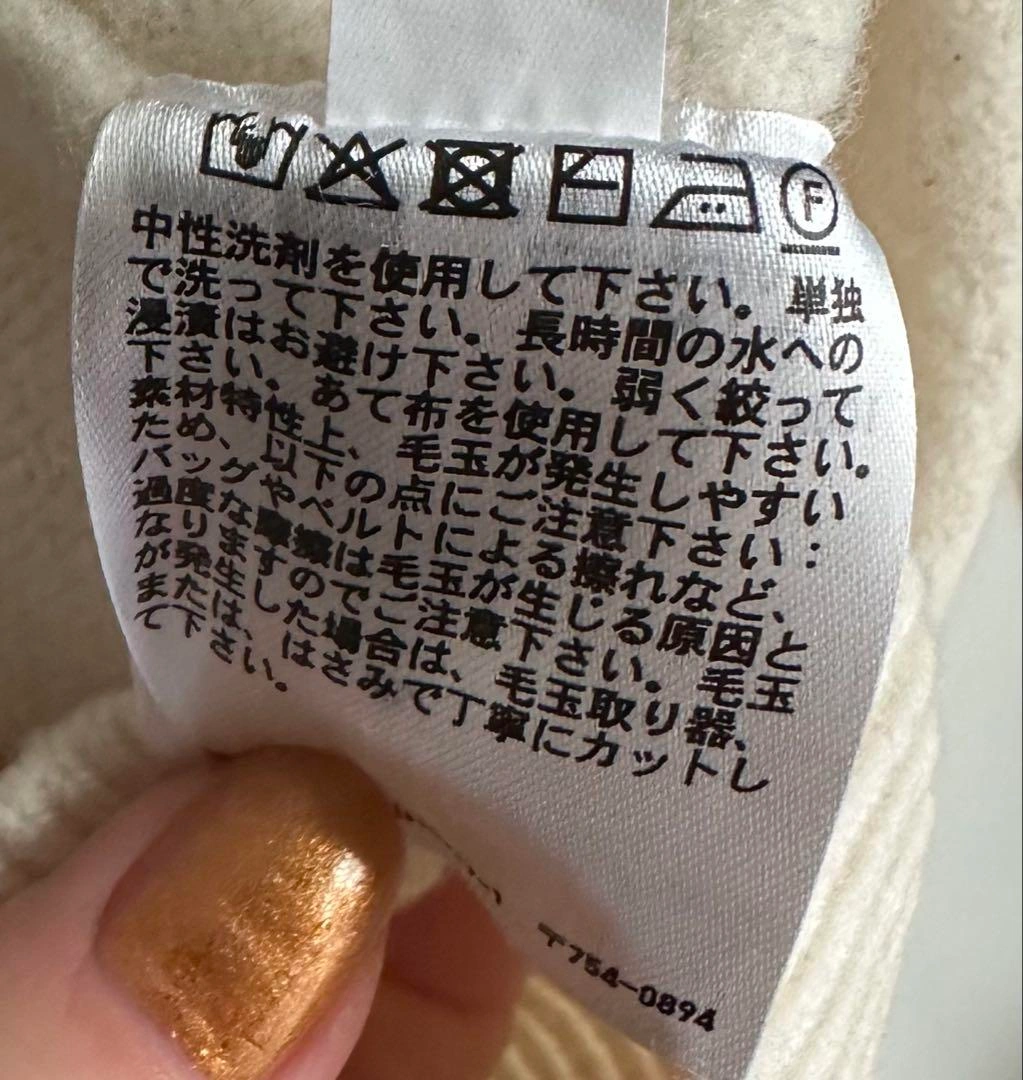 F
中性洗剤を使用して下さい。単独
で洗って下さい。長時間の水への
浸漬はお避け下さい。弱く絞って
下さい。あて布を使用して下さい。
素材特性上、毛玉が発生しやすい
ため、以下の点にご注意下さい：
バッグやベルトによる擦れなど、
過度な摩擦は毛玉が生じる原因と
なりますのでご注意下さい。毛玉
が発生した場合は、毛玉取り器、
または、はさみで丁寧にカットし
て下さい。
〒754-0894